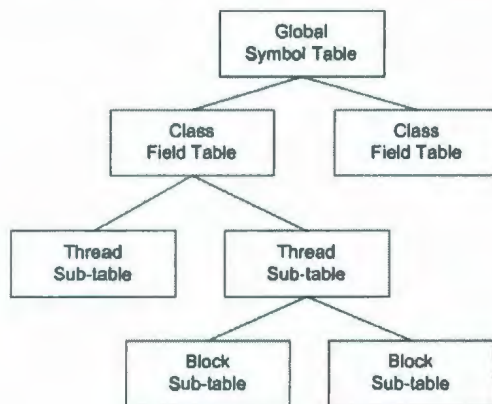 Global
Symbol Table
Class
Field Table
Class
Field Table
Thread
Sub-table
Thread
Sub-table
Block
Sub-table
Block
Sub-table